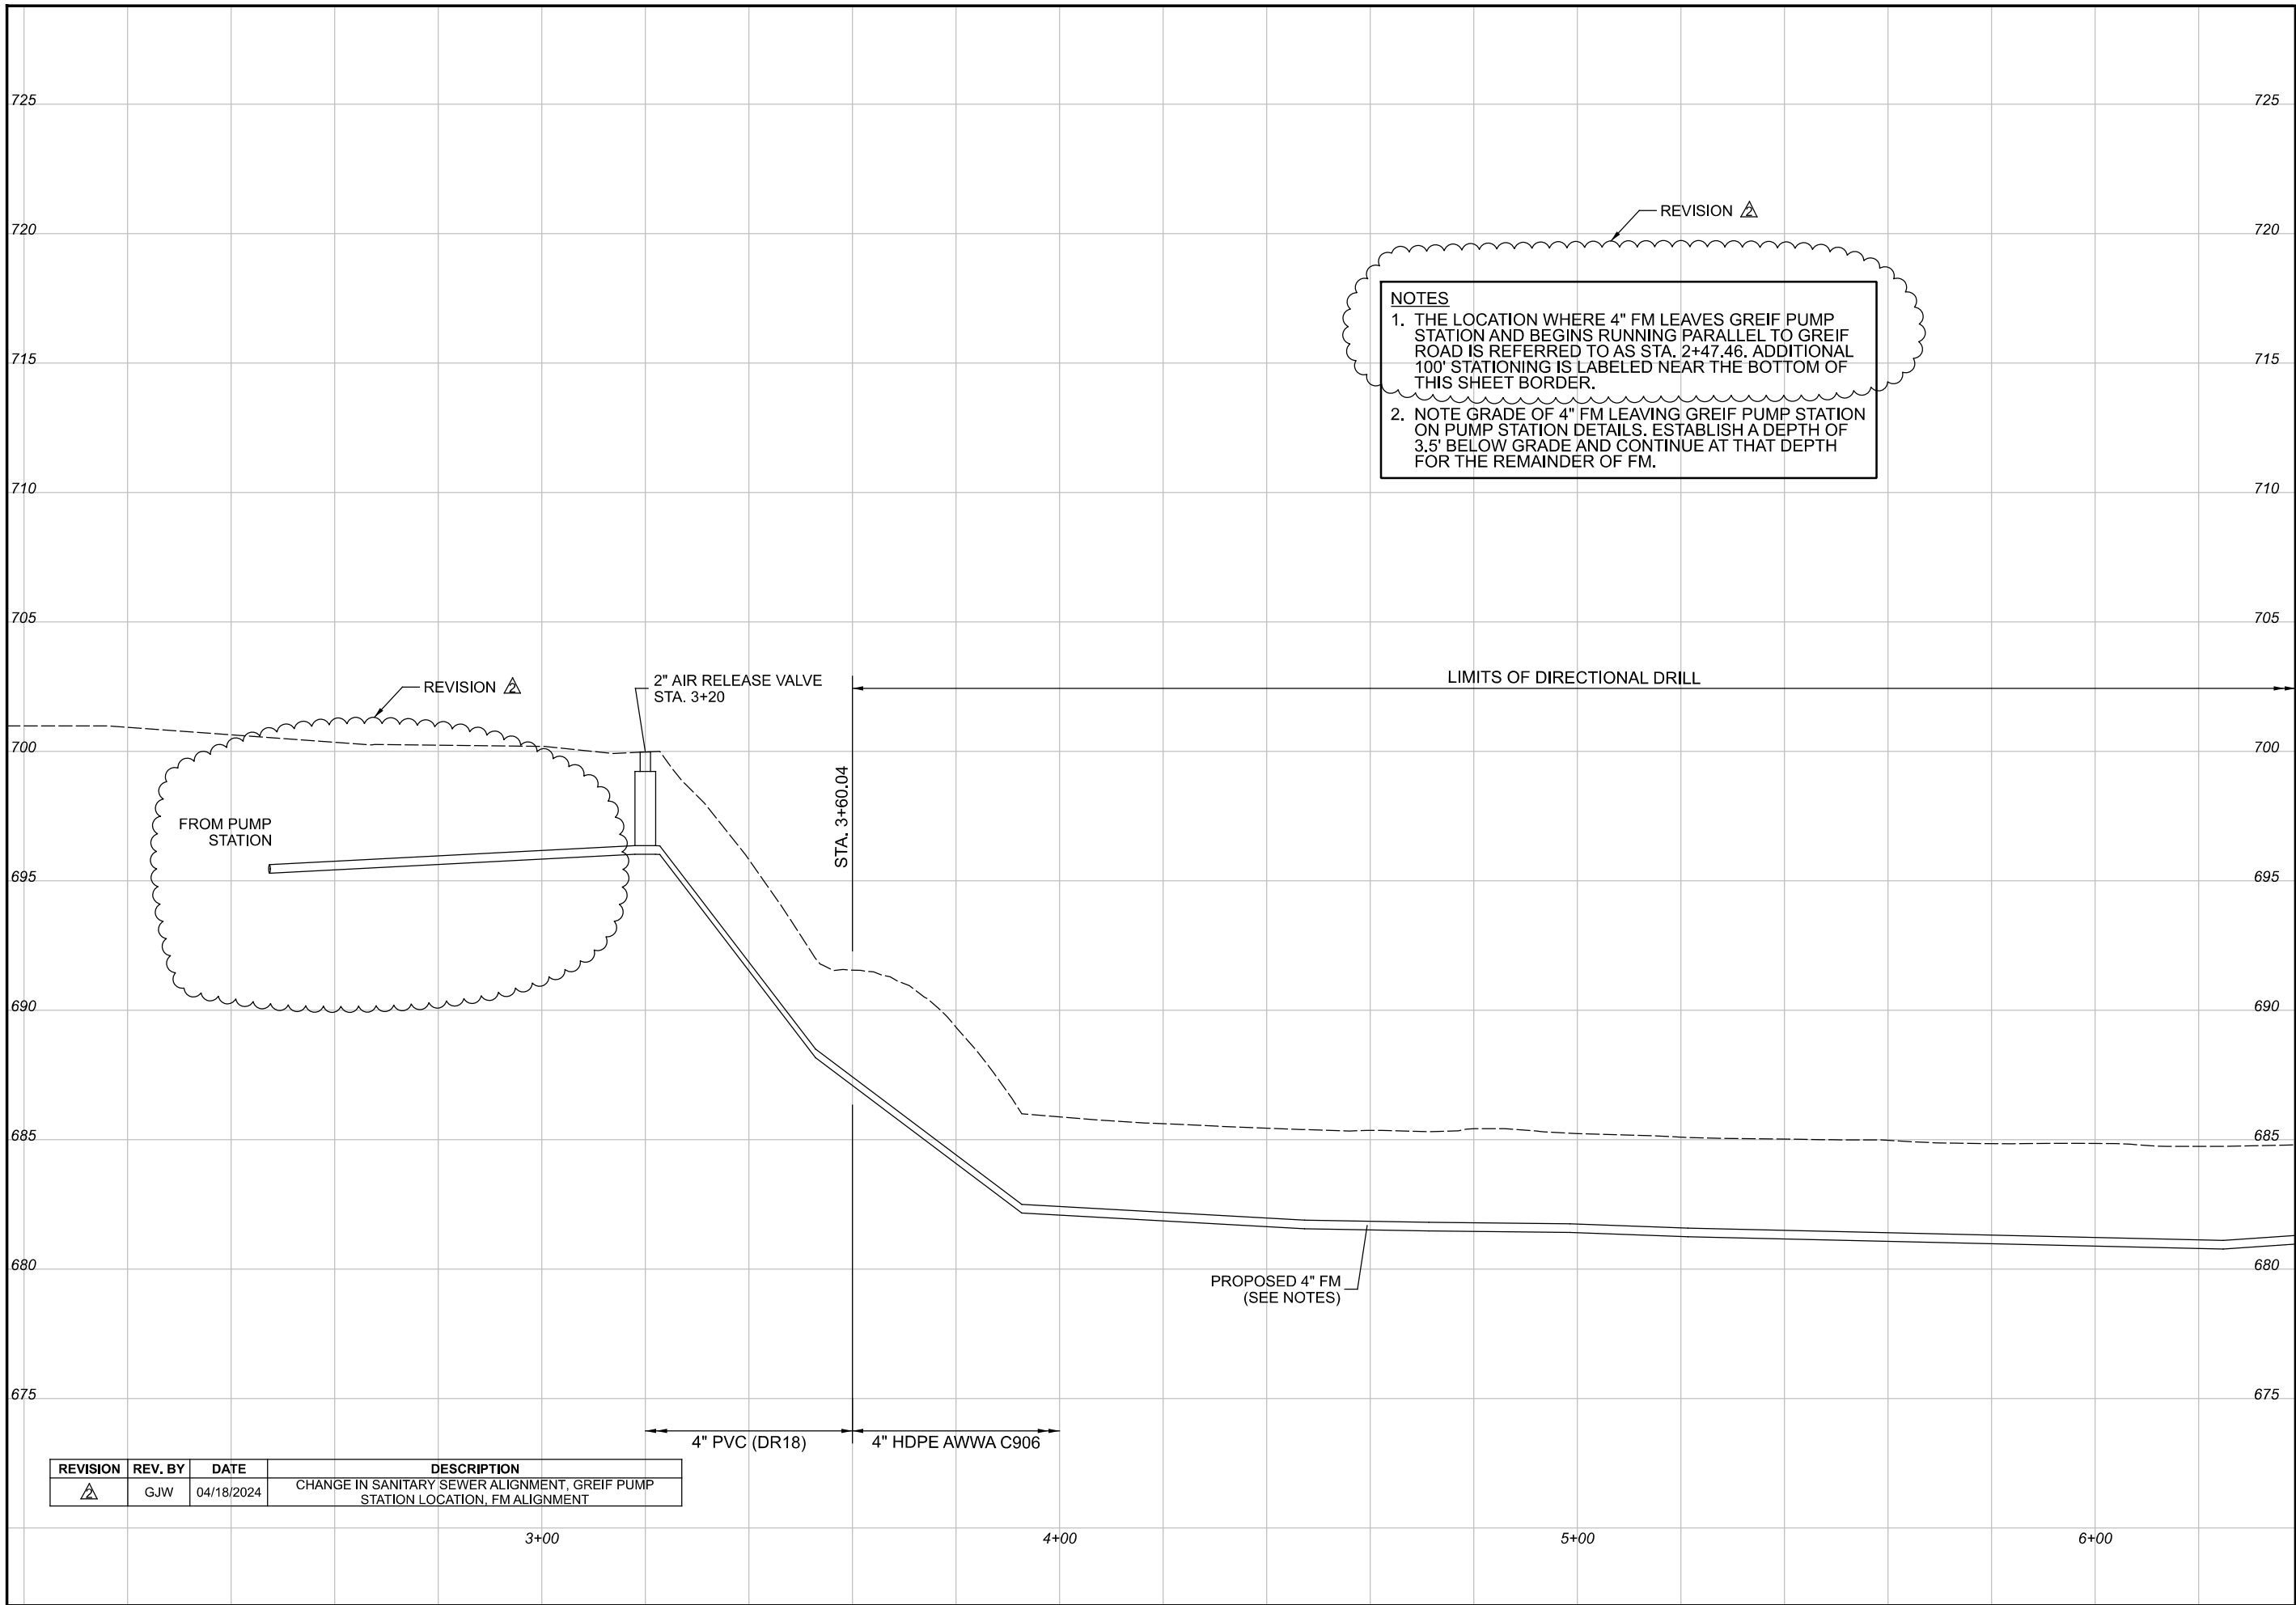 725
725
REVISION 2
720
720
NOTES
1. THE LOCATION WHERE 4" FM LEAVES GREIF PUMP
STATION AND BEGINS RUNNING PARALLEL TO GREIF
ROAD IS REFERRED TO AS STA. 2+47.46. ADDITIONAL
100' STATIONING IS LABELED NEAR THE BOTTOM OF
THIS SHEET BORDER.
2. NOTE GRADE OF 4" FM LEAVING GREIF PUMP STATION
ON PUMP STATION DETAILS. ESTABLISH A DEPTH OF
3.5' BELOW GRADE AND CONTINUE AT THAT DEPTH
FOR THE REMAINDER OF FM.
715
715
710
710
705
705
REVISION 2
2" AIR RELEASE VALVE
STA. 3+20
LIMITS OF DIRECTIONAL DRILL
700
700
STA. 3+60.04
FROM PUMP
STATION
695
695
690
690
685
685
680
680
PROPOSED 4" FM
(SEE NOTES)
675
675
4" PVC (DR18)
4" HDPE AWWA C906
REVISION REV. BY DATE DESCRIPTION
2 GJW 04/18/2024 CHANGE IN SANITARY SEWER ALIGNMENT, GREIF PUMP
STATION LOCATION, FM ALIGNMENT
3+00
4+00
5+00
6+00